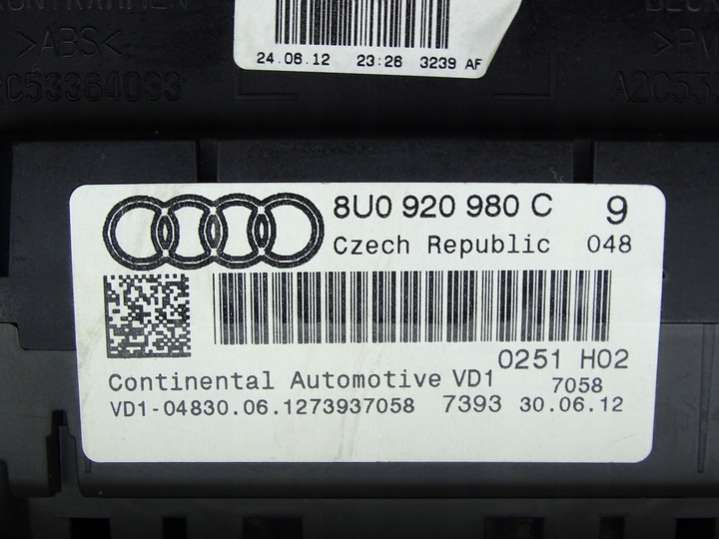 >ABS<
24.06.12 23:26 3239 AF
8U0 920 980 C 9
Czech Republic 048
0251 H02
Continental Automotive VD1 7058
VD1-04830.06.1273937058 7393 30.06.12